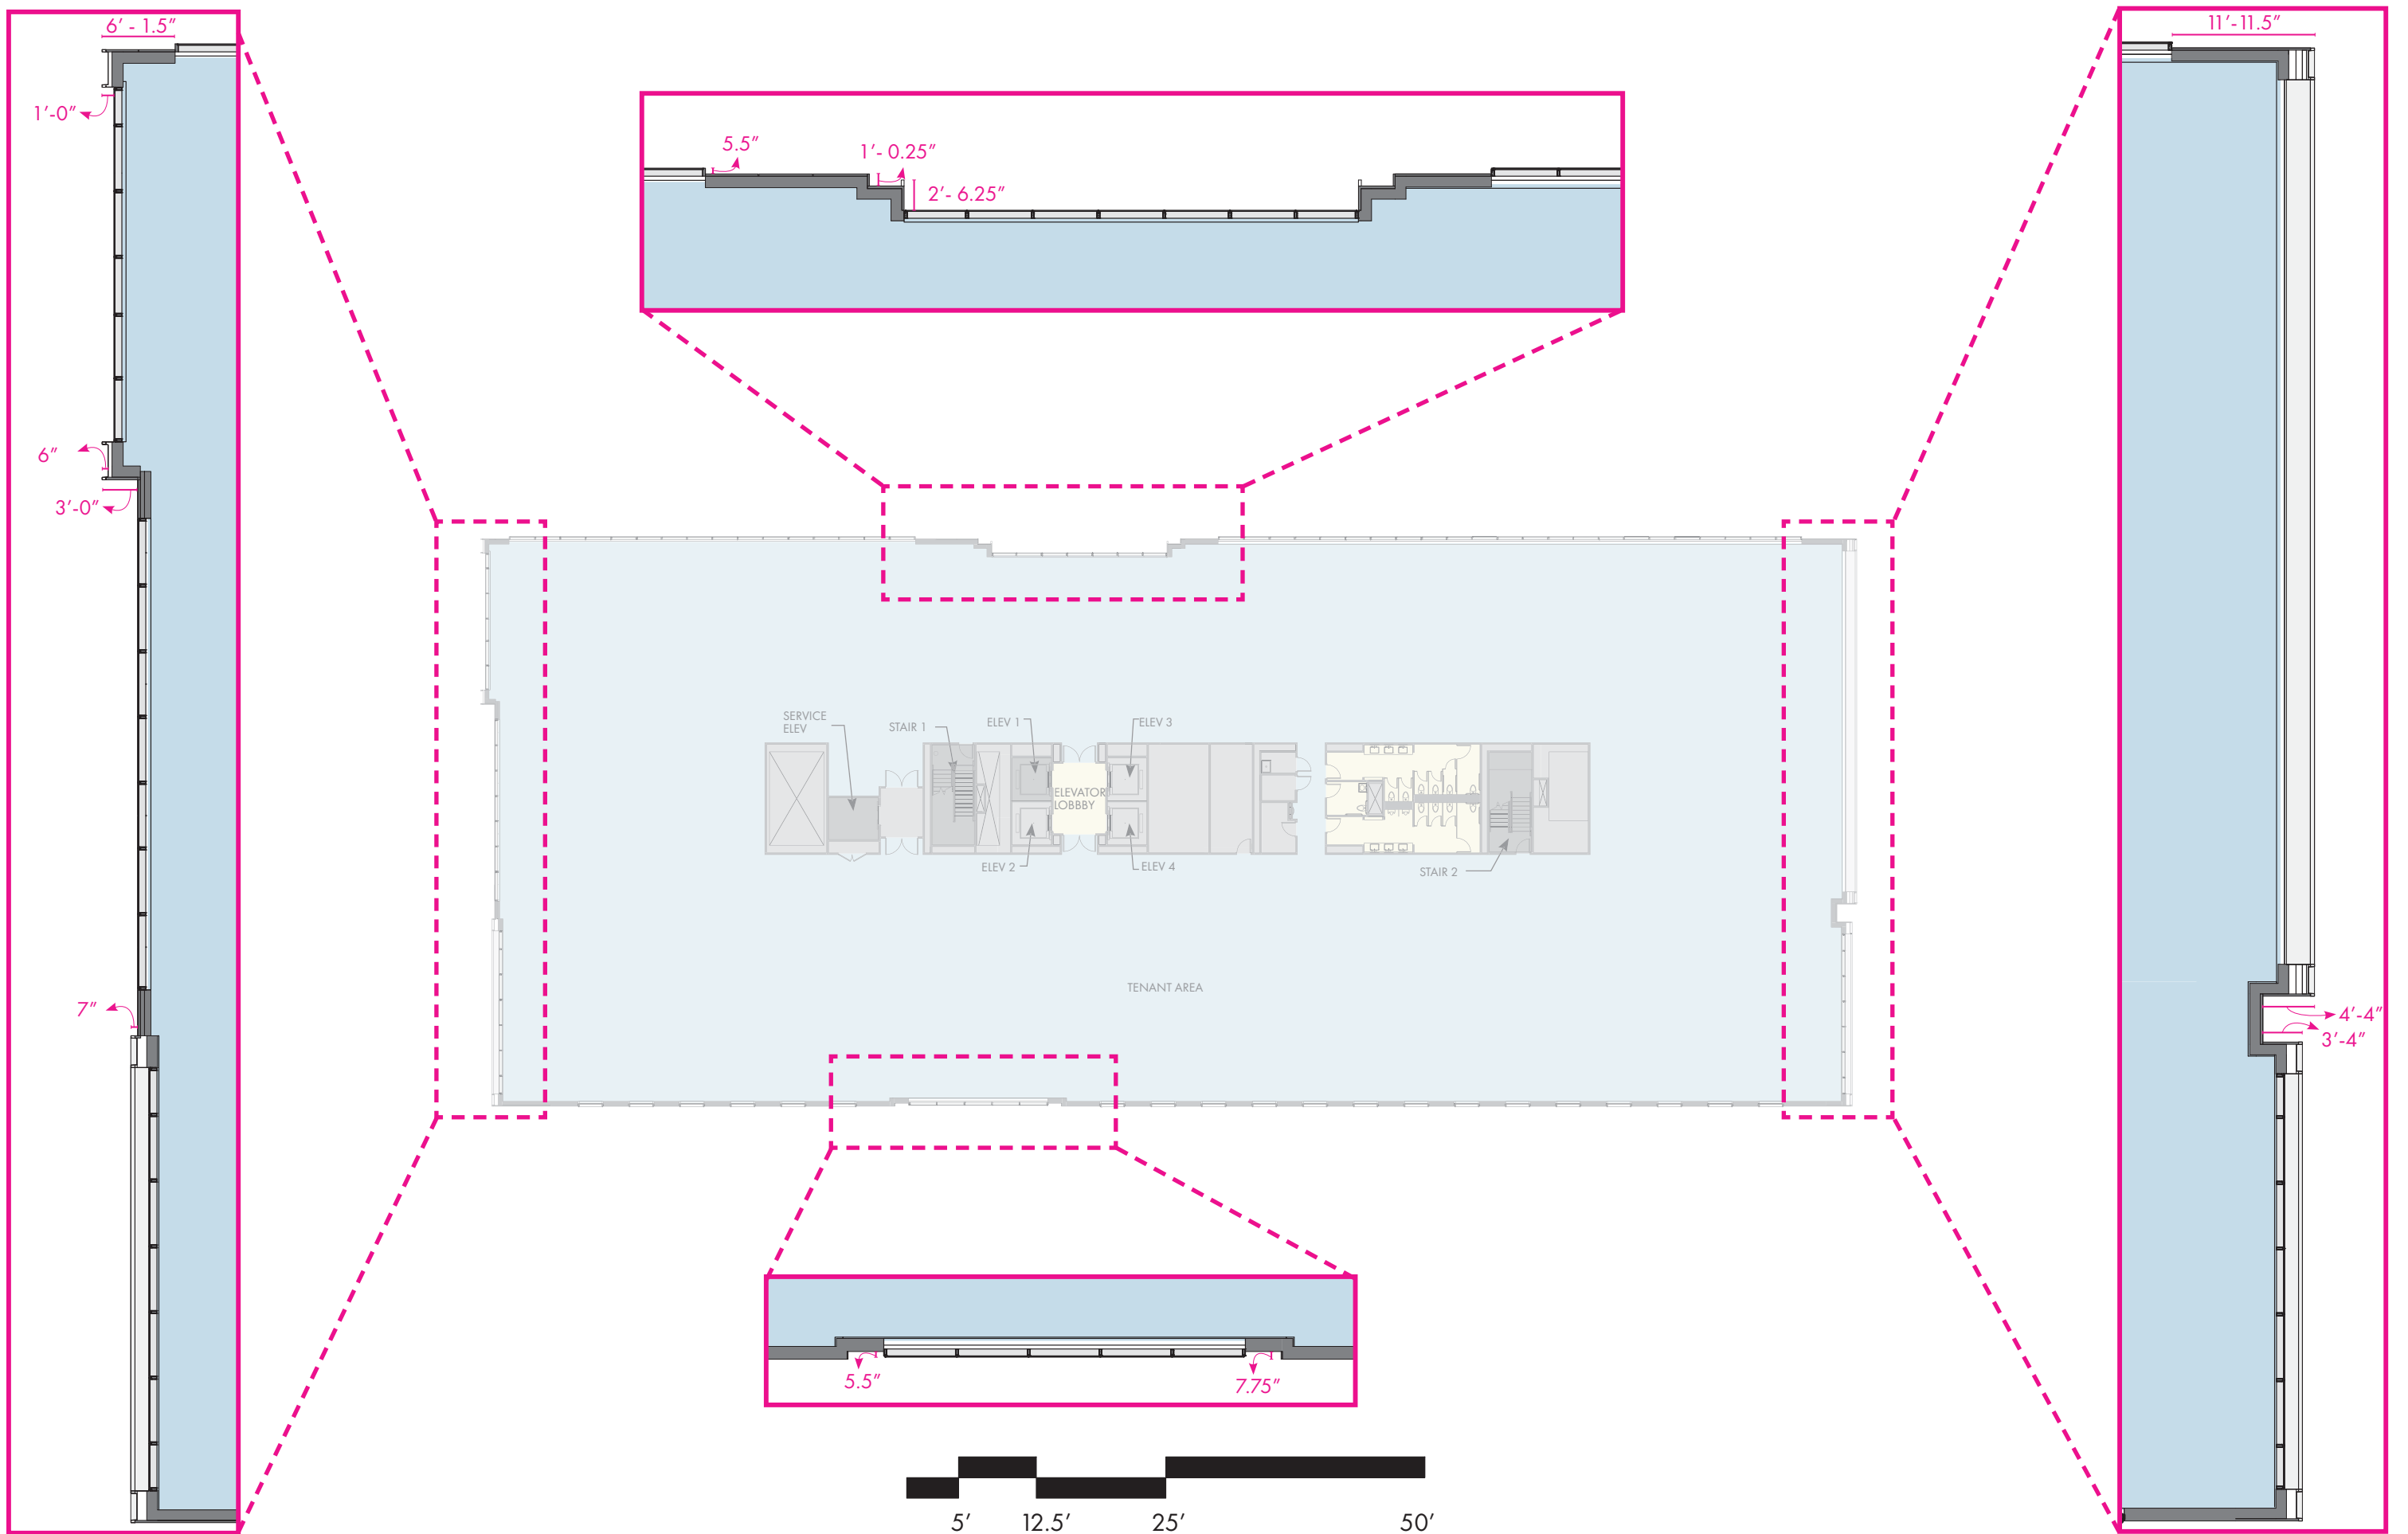 6' - 1.5"
11'-11.5"
1'-0"
5.5"
1'- 0.25"
2'- 6.25"
6"
3'-0"
SERVICE
ELEV
STAIR 1
ELEV 1
ELEV 3
ELEVATOR
LOBBBY
ELEV 2
ELEV 4
STAIR 2
TENANT AREA
7"
4'-4"
3'-4"
5.5"
7.75"
5'
12.5'
25'
50'